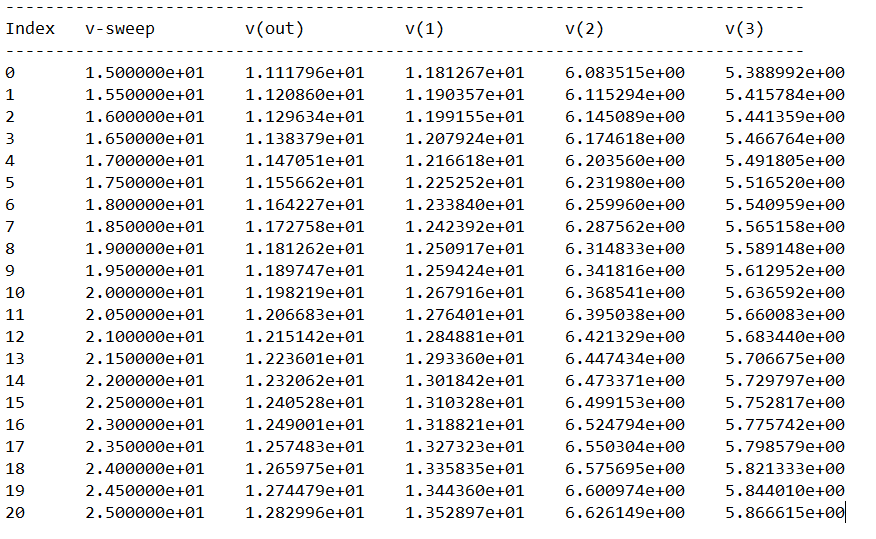 --------------------------------------------------------------------------------
Index   v-sweep         v(out)          v(1)            v(2)            v(3)
--------------------------------------------------------------------------------
0       1.500000e+01    1.111796e+01    1.181267e+01    6.083515e+00    5.388992e+00
1       1.550000e+01    1.120860e+01    1.190357e+01    6.115294e+00    5.415784e+00
2       1.600000e+01    1.129634e+01    1.199155e+01    6.145089e+00    5.441359e+00
3       1.650000e+01    1.138379e+01    1.207924e+01    6.174618e+00    5.466764e+00
4       1.700000e+01    1.147051e+01    1.216618e+01    6.203560e+00    5.491805e+00
5       1.750000e+01    1.155662e+01    1.225252e+01    6.231980e+00    5.516520e+00
6       1.800000e+01    1.164227e+01    1.233840e+01    6.259960e+00    5.540959e+00
7       1.850000e+01    1.172758e+01    1.242392e+01    6.287562e+00    5.565158e+00
8       1.900000e+01    1.181262e+01    1.250917e+01    6.314833e+00    5.589148e+00
9       1.950000e+01    1.189747e+01    1.259424e+01    6.341816e+00    5.612952e+00
10      2.000000e+01    1.198219e+01    1.267916e+01    6.368541e+00    5.636592e+00
11      2.050000e+01    1.206683e+01    1.276401e+01    6.395038e+00    5.660083e+00
12      2.100000e+01    1.215142e+01    1.284881e+01    6.421329e+00    5.683440e+00
13      2.150000e+01    1.223601e+01    1.293360e+01    6.447434e+00    5.706675e+00
14      2.200000e+01    1.232062e+01    1.301842e+01    6.473371e+00    5.729797e+00
15      2.250000e+01    1.240528e+01    1.310328e+01    6.499153e+00    5.752817e+00
16      2.300000e+01    1.249001e+01    1.318821e+01    6.524794e+00    5.775742e+00
17      2.350000e+01    1.257483e+01    1.327323e+01    6.550304e+00    5.798579e+00
18      2.400000e+01    1.265975e+01    1.335835e+01    6.575695e+00    5.821333e+00
19      2.450000e+01    1.274479e+01    1.344360e+01    6.600974e+00    5.844010e+00
20      2.500000e+01    1.282996e+01    1.352897e+01    6.626149e+00    5.866615e+00